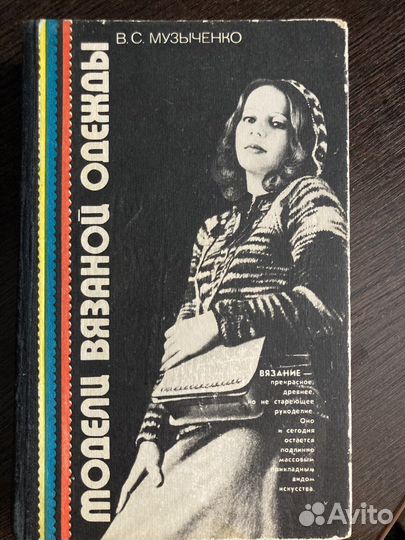 В. С. МУЗЫЧЕНКО
МОДЕЛИ ВЯЗАНОЙ ОДЕЖДЫ
ВЯЗАНИЕ —
прекрасное,
древнее,
но не стареющее
рукоделие.
Оно
и сегодня
остается
подлинно
массовым
прикладным
видом
искусства.
Avito